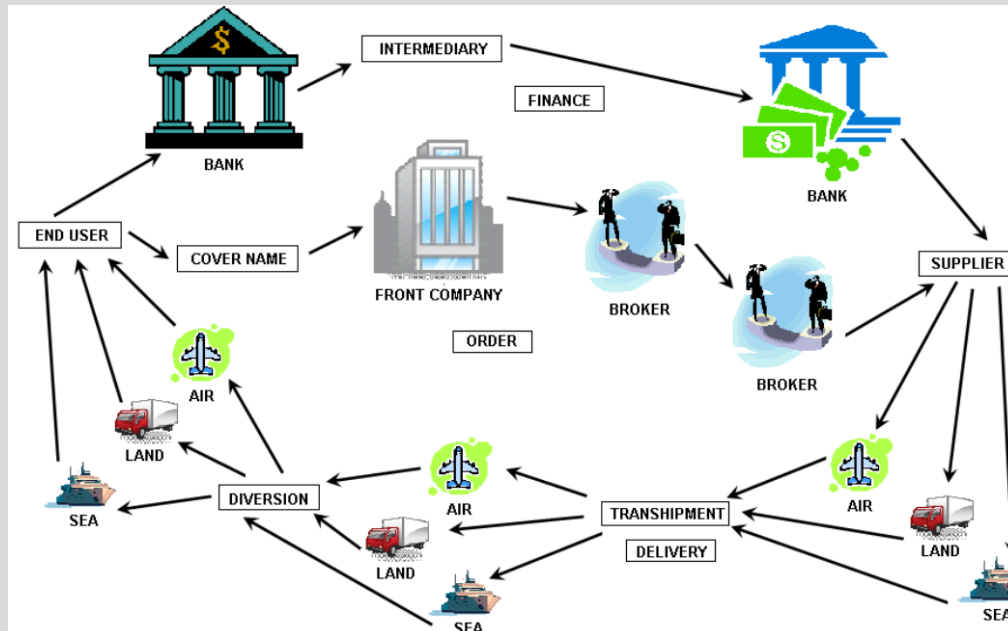 $
INTERMEDIARY
FINANCE
BANK
$
BANK
END USER
COVER NAME
FRONT COMPANY
BROKER
SUPPLIER
ORDER
BROKER
AIR
LAND
SEA
DIVERSION
AIR
LAND
SEA
TRANSHIPMENT
DELIVERY
AIR
LAND
SEA